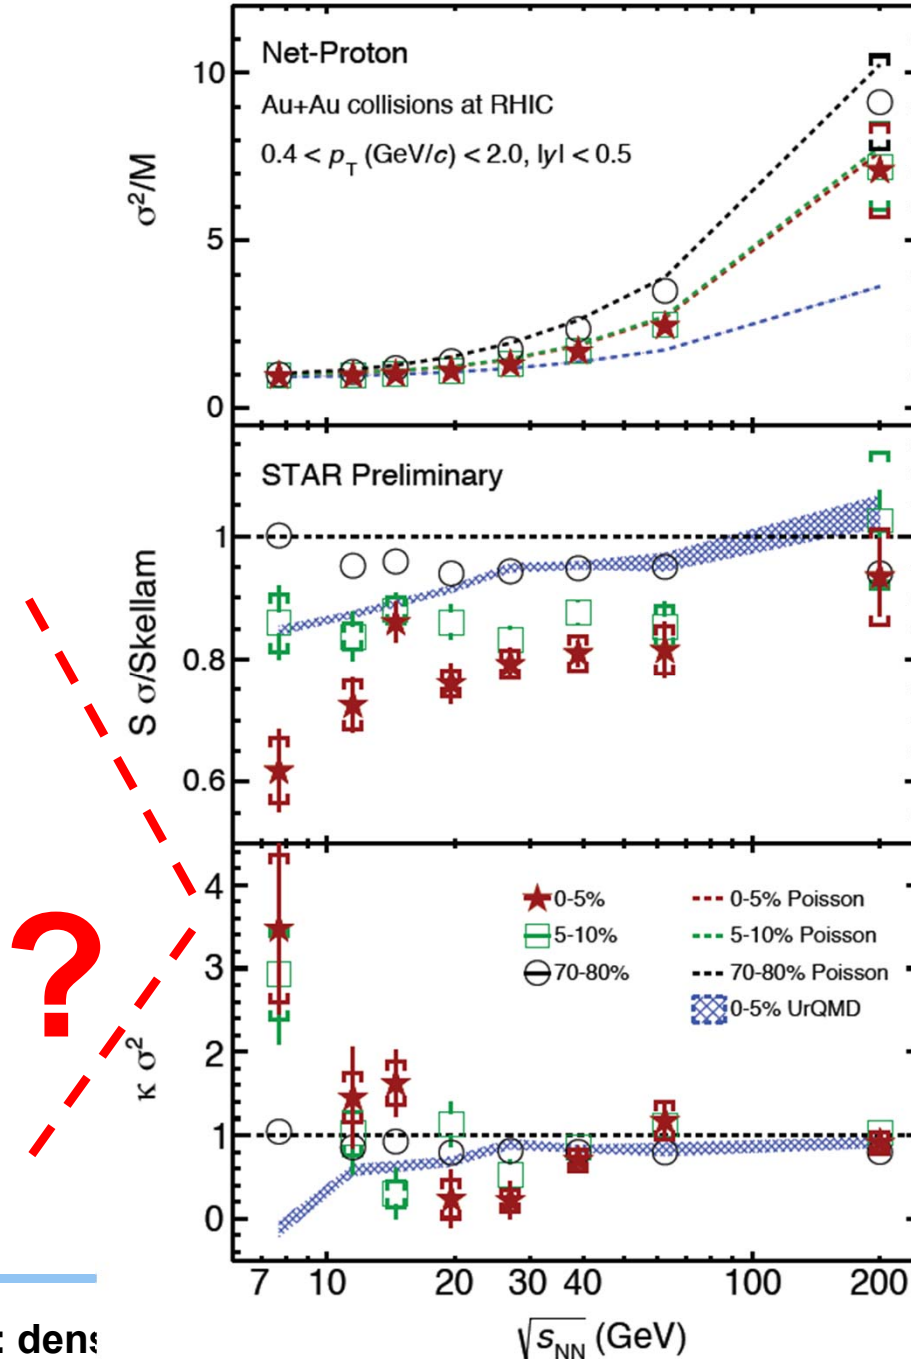 Net-Proton
Au+Au collisions at RHIC
0.4 < p_T (GeV/c) < 2.0, |y| < 0.5
σ²/M
10
5
0
STAR Preliminary
S σ/Skellam
1
0.8
0.6
?
κ σ²
4
3
2
1
0
0-5%
5-10%
70-80%
0-5% Poisson
5-10% Poisson
70-80% Poisson
0-5% UrQMD
7 10 20 30 40 100 200
√s_NN (GeV)